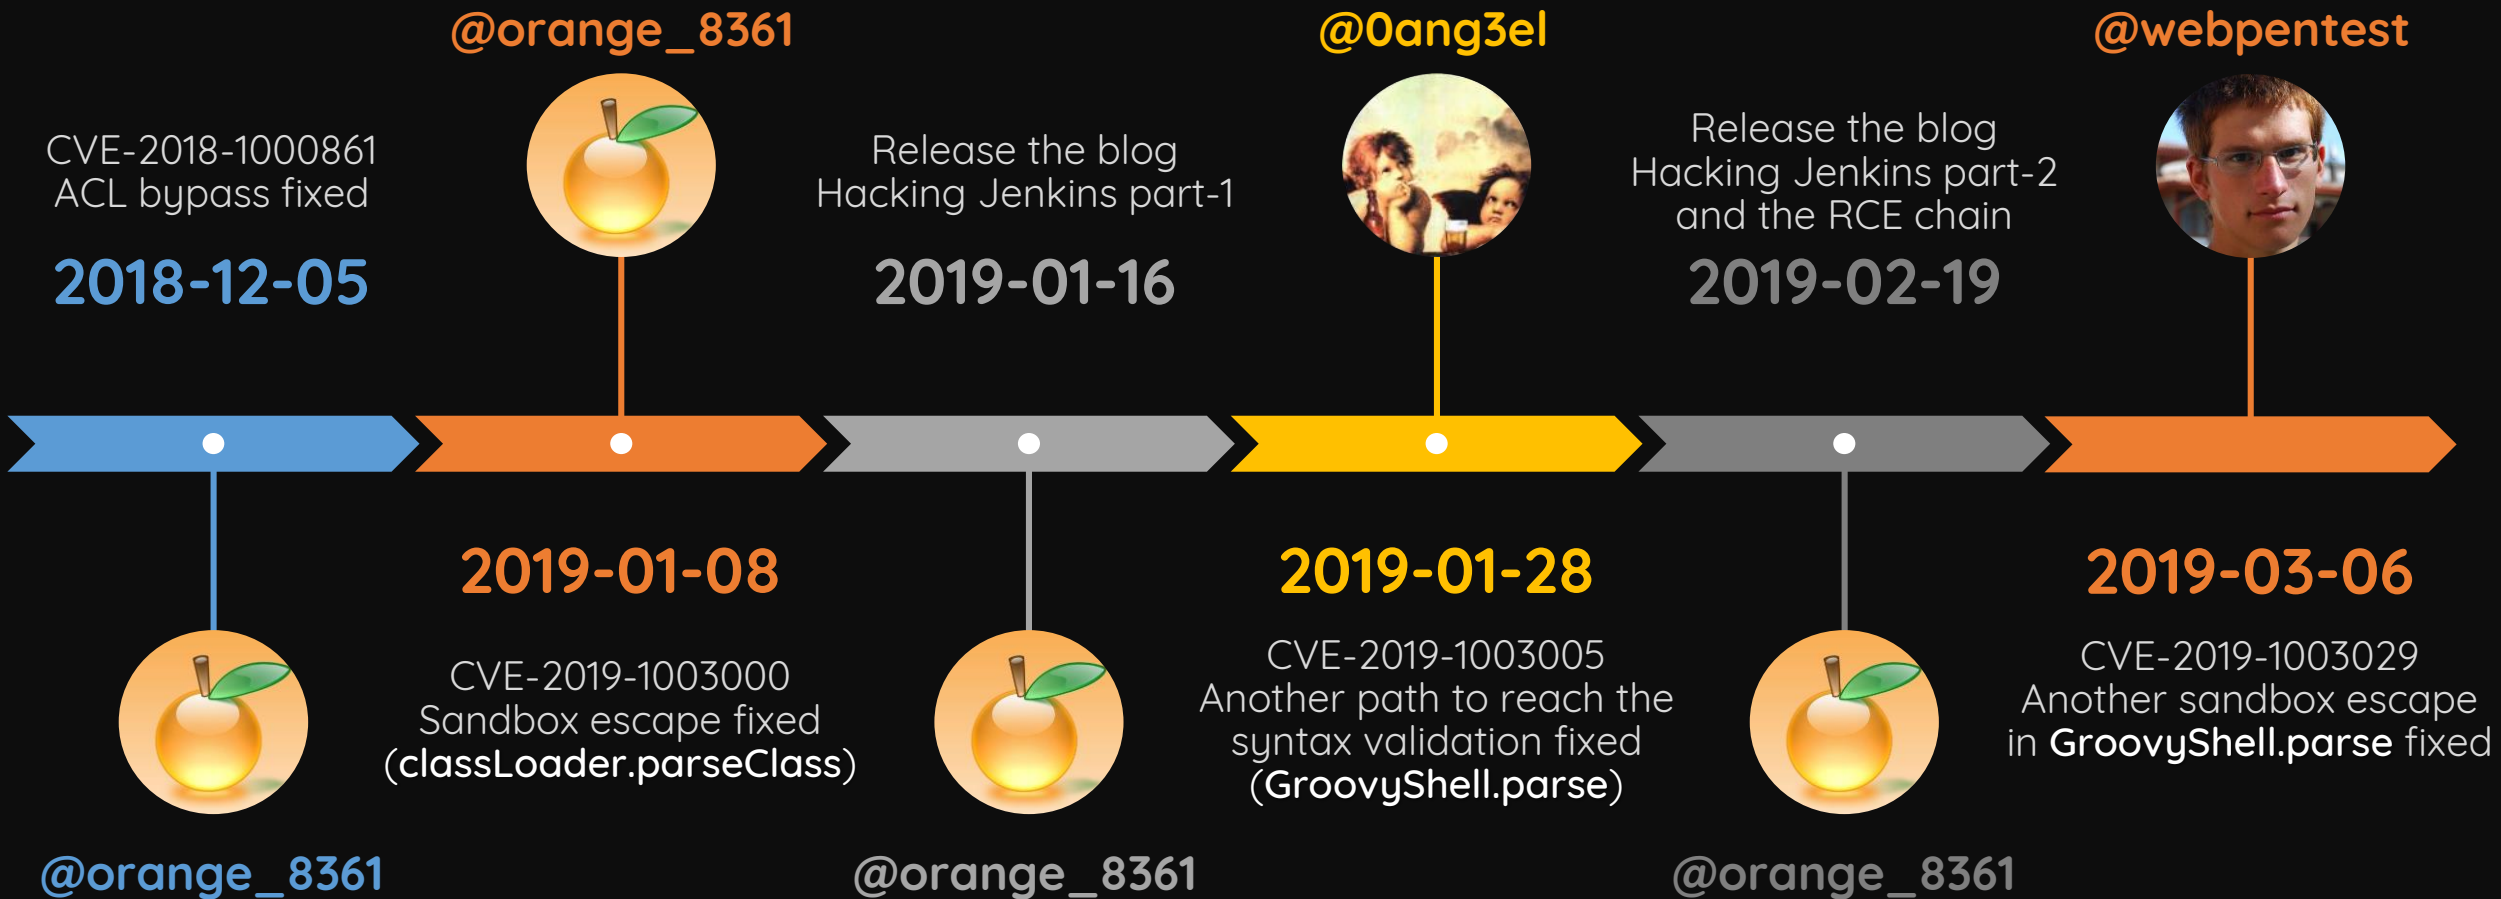 CVE-2018-1000861
ACL bypass fixed
2018-12-05
@orange_8361
@orange_8361
2019-01-08
CVE-2019-1003000
Sandbox escape fixed
(classLoader.parseClass)
Release the blog
Hacking Jenkins part-1
2019-01-16
@orange_8361
@0ang3el
2019-01-28
CVE-2019-1003005
Another path to reach the
syntax validation fixed
(GroovyShell.parse)
Release the blog
Hacking Jenkins part-2
and the RCE chain
2019-02-19
@orange_8361
@webpentest
2019-03-06
CVE-2019-1003029
Another sandbox escape
in GroovyShell.parse fixed